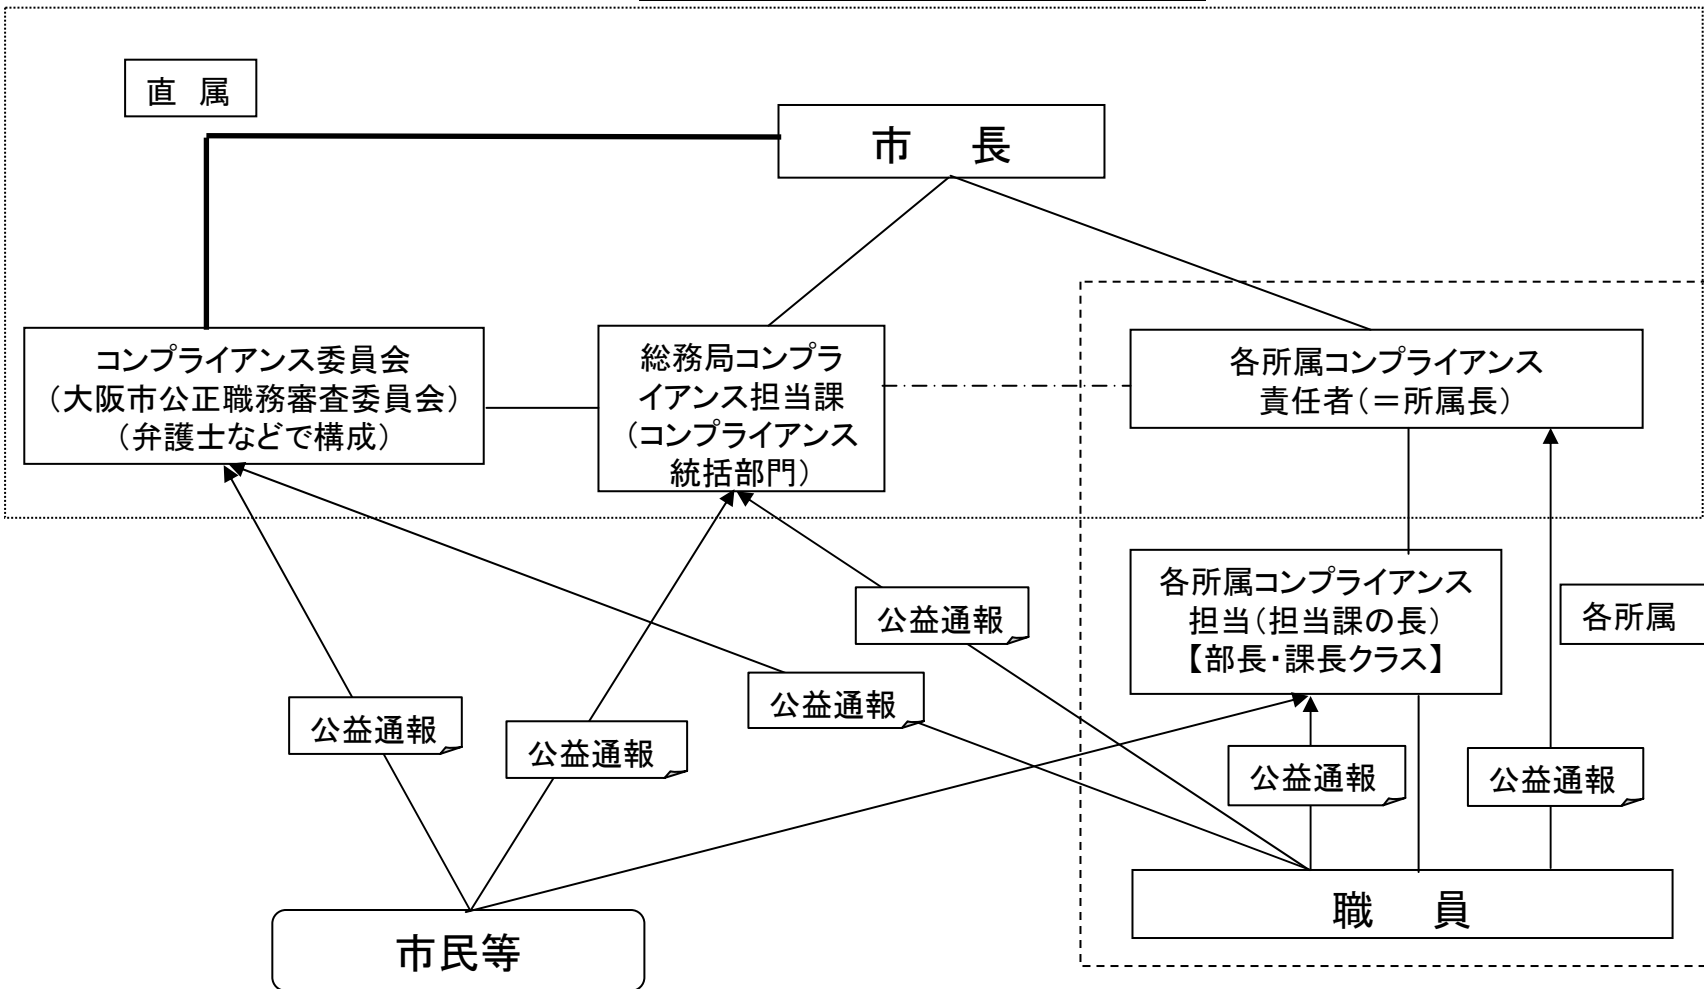 直 属
市 長
コンプライアンス委員会
（大阪市公正職務審査委員会）
（弁護士などで構成）
総務局コンプラ
イアンス担当課
（コンプライアンス
統括部門）
各所属コンプライアンス
責任者（＝所属長）
各所属コンプライアンス
担当（担当課の長）
【部長・課長クラス】
各所属
公益通報
公益通報
公益通報
公益通報
公益通報
公益通報
職 員
市民等